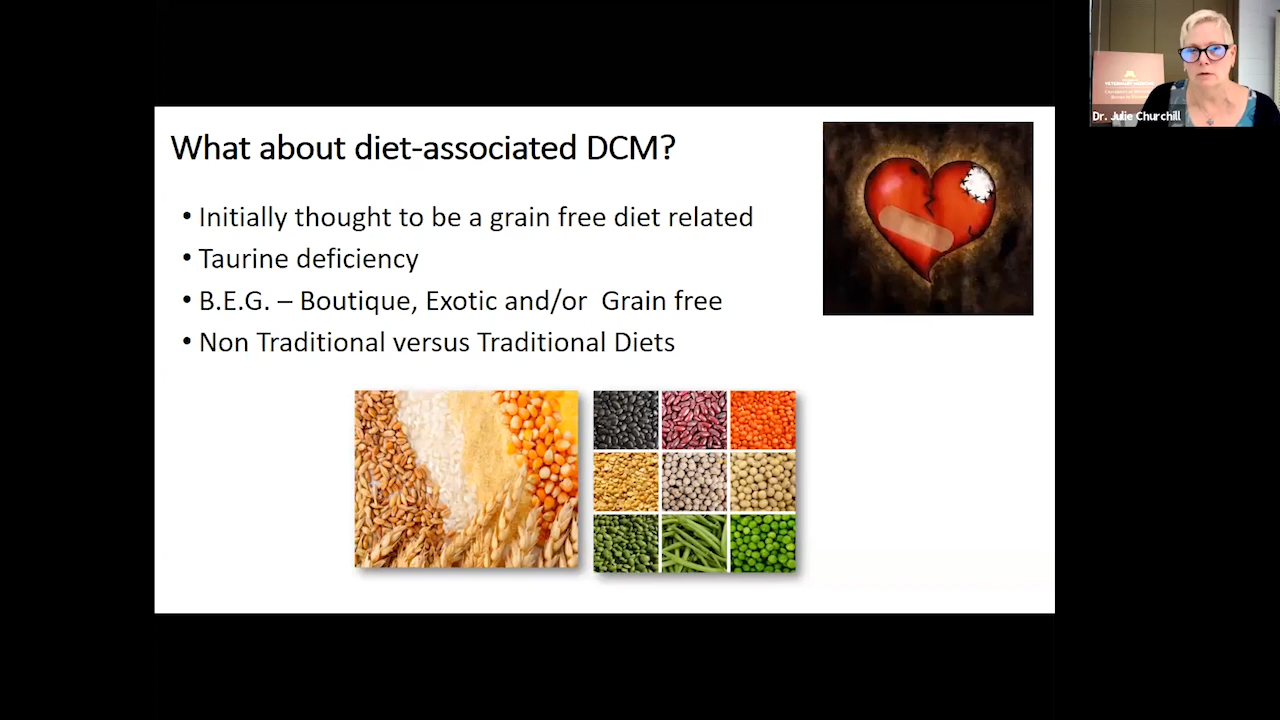 What about diet-associated DCM?
• Initially thought to be a grain free diet related
• Taurine deficiency
• B.E.G. – Boutique, Exotic and/or Grain free
• Non Traditional versus Traditional Diets
Dr. Julie Churchill